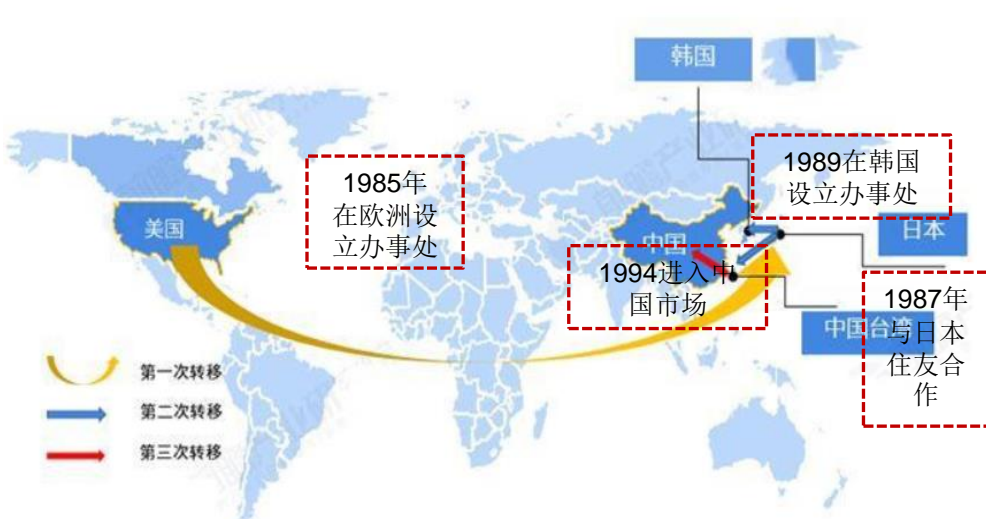 韩国
1989在韩国
设立办事处
1985年
在欧洲设
立办事处
美国
中国
日本
1994进入中
国市场
1987年
与日本
住友合
作
中国台湾
第一次转移
第二次转移
第三次转移